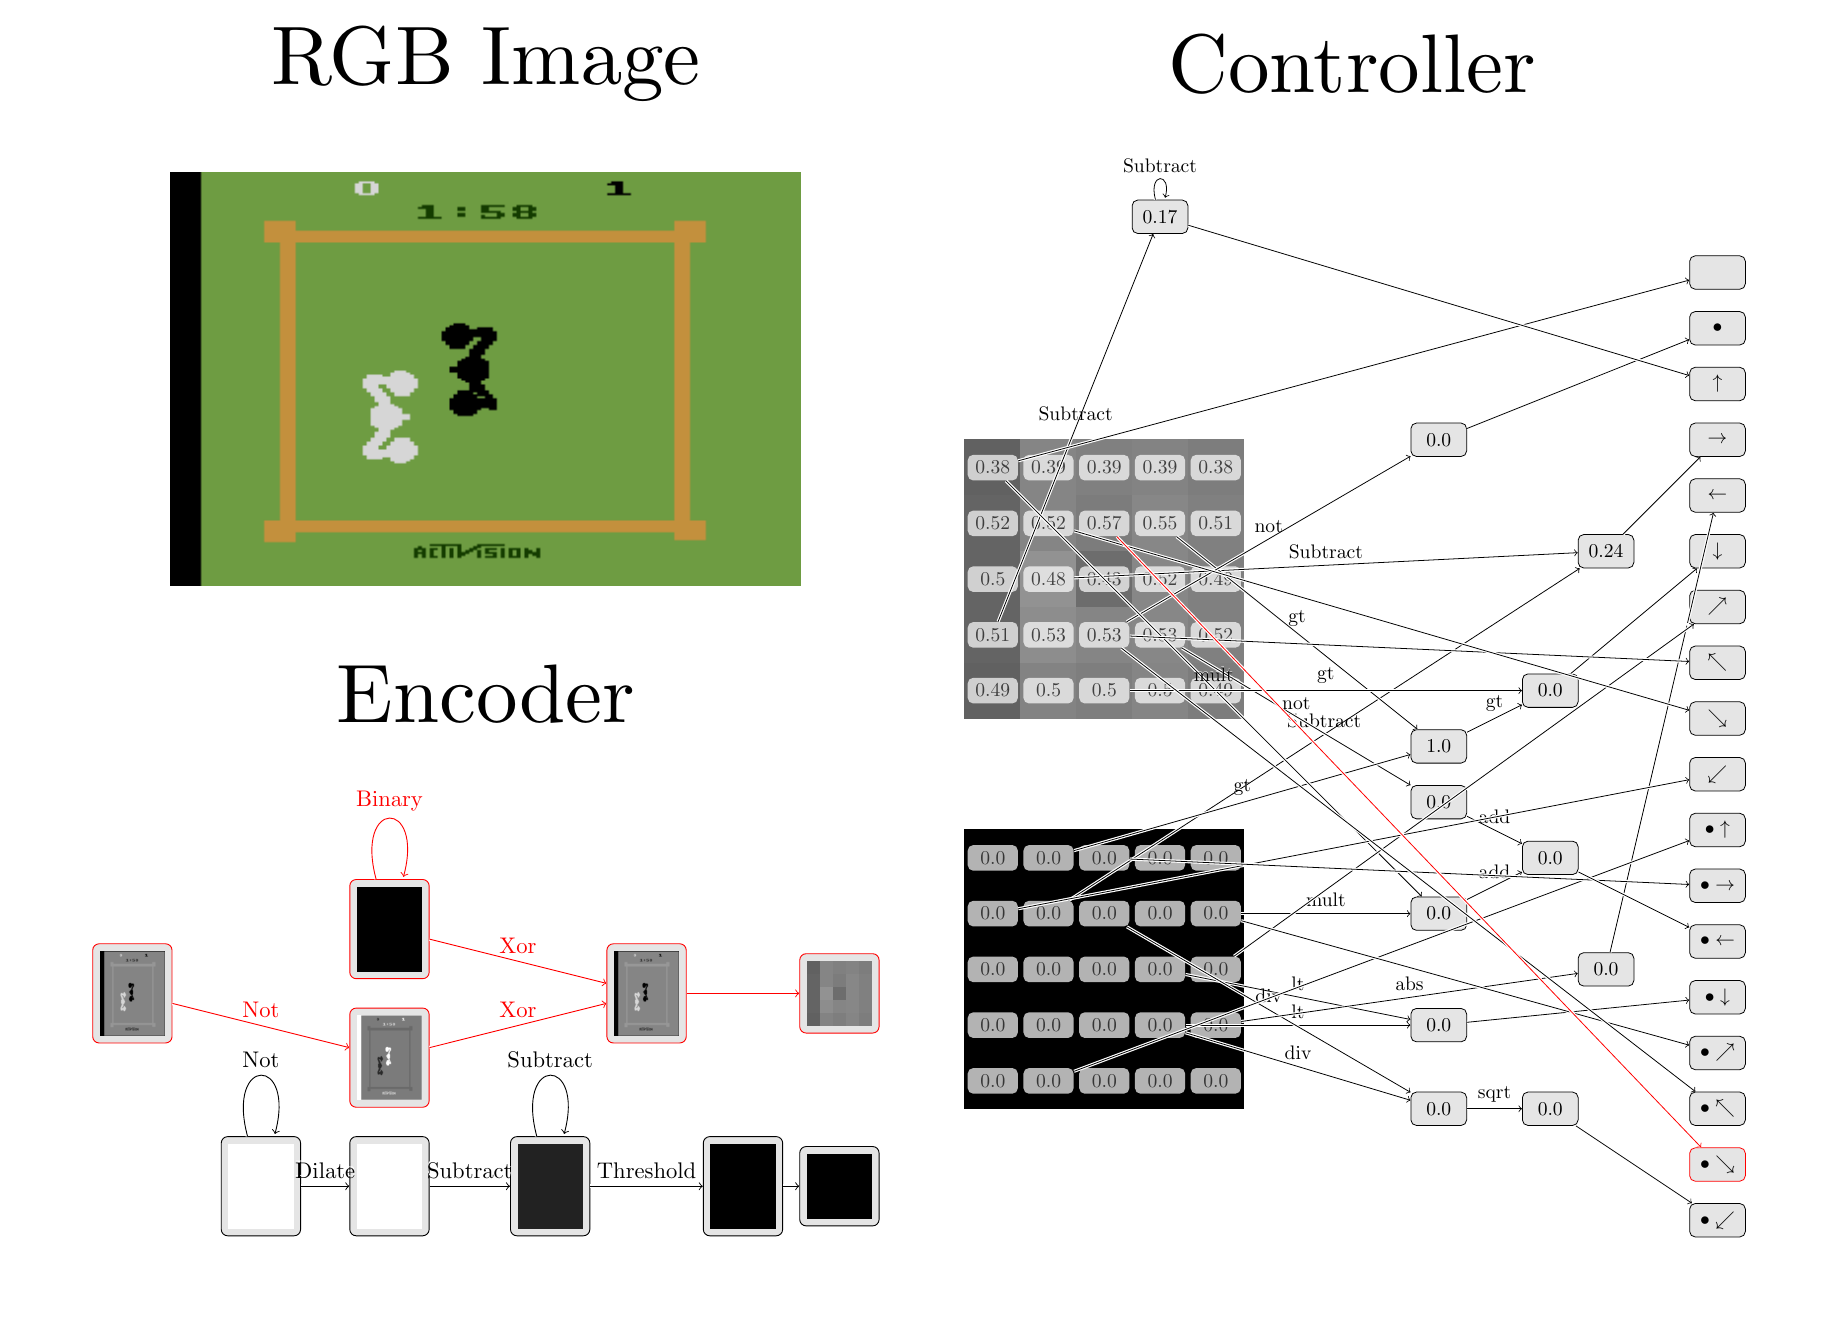 RGB Image
0 1
1:58
ACTIVISION
Encoder
Binary
Xor
Not
Xor
Not
Subtract
Dilate
Subtract
Threshold
Controller
Subtract
0.17
•
↑
Subtract
0.0
→
0.38 0.39 0.39 0.39 0.38
←
0.52 0.52 0.57 0.55 0.51
not
Subtract
0.24
↓
0.5 0.48 0.43 0.52 0.49
gt
↗
0.51 0.53 0.53 0.53 0.52
↖
mult
gt
0.49 0.5 0.5 0.5 0.49
0.0
not
gt
↘
Subtract
1.0
↙
gt
0.0
add
•↑
0.0 0.0 0.0 0.0 0.0
0.0
add
•→
mult
0.0 0.0 0.0 0.0 0.0
0.0
•←
0.0 0.0 0.0 0.0 0.0
0.0
lt
abs
div
•↓
lt
0.0 0.0 0.0 0.0 0.0
0.0
div
•↗
0.0 0.0 0.0 0.0 0.0
sqrt
0.0 0.0
•↖
•↘
•↙